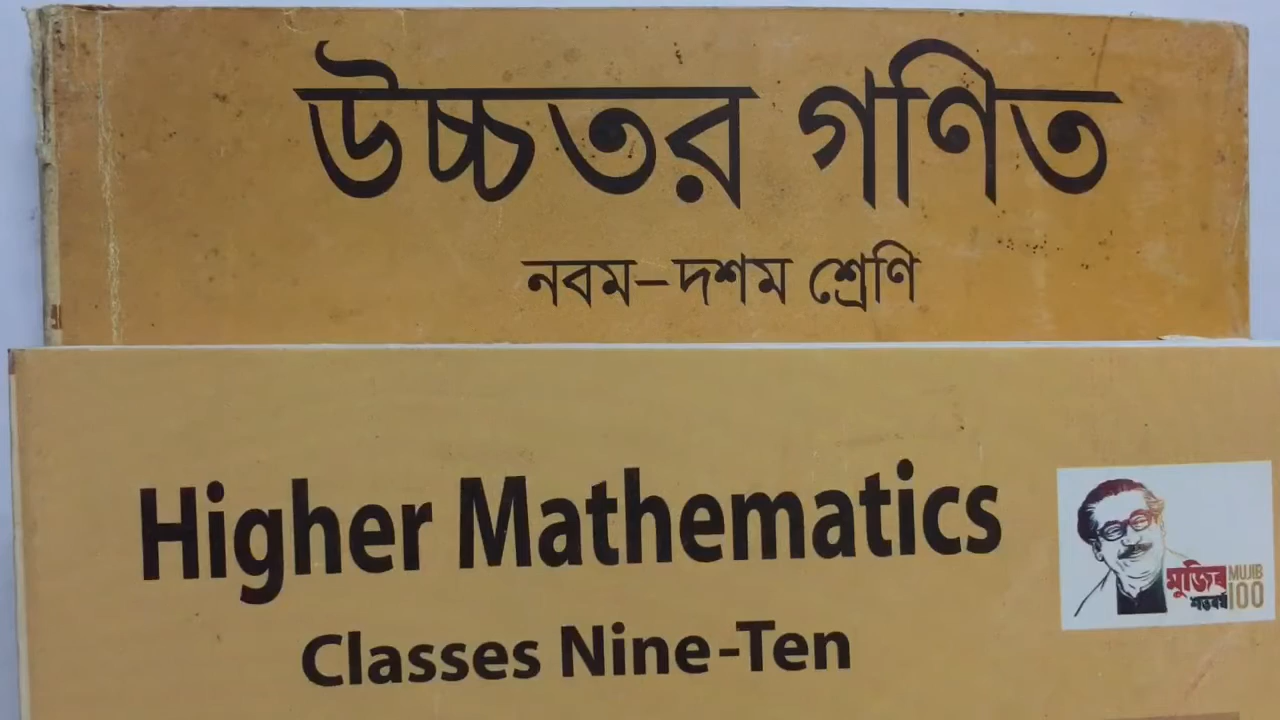 উচ্চতর গণিত
নবম-দশম শ্রেণি
Higher Mathematics
Classes Nine-Ten
মুজিব MUJIB
শতবর্ষ 100